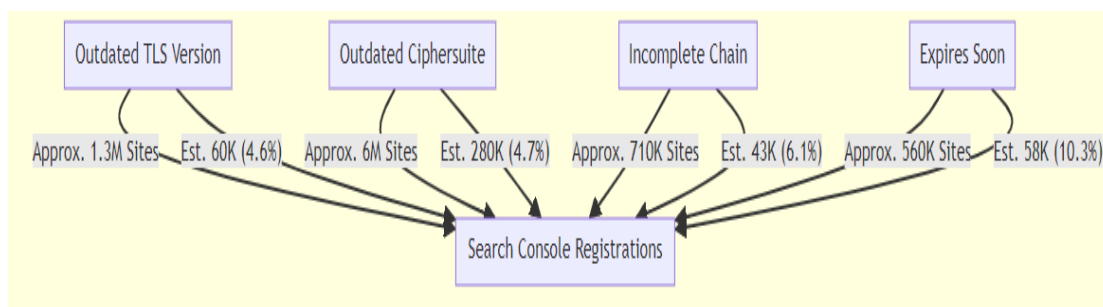 Outdated TLS Version
Outdated Ciphersuite
Incomplete Chain
Expires Soon
Approx. 1.3M Sites
Est. 60K (4.6%)
Approx. 6M Sites
Est. 280K (4.7%)
Approx. 710K Sites
Est. 43K (6.1%)
Approx. 560K Sites
Est. 58K (10.3%)
Search Console Registrations